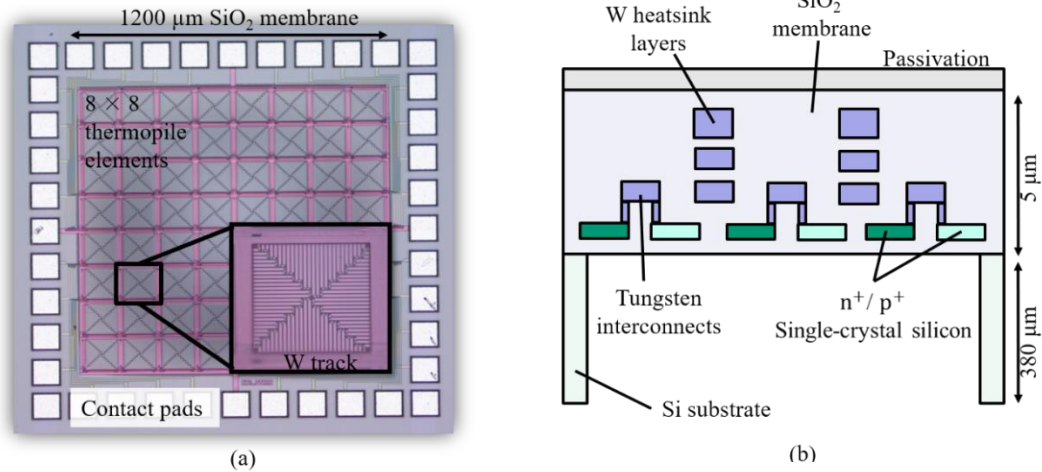 1200 µm SiO₂ membrane
8 × 8
thermopile
elements
W track
Contact pads
(a)
W heatsink
layers
SiO₂
membrane
Passivation
5 µm
Tungsten
interconnects
n⁺/ p⁺
Single-crystal silicon
380 µm
Si substrate
(b)